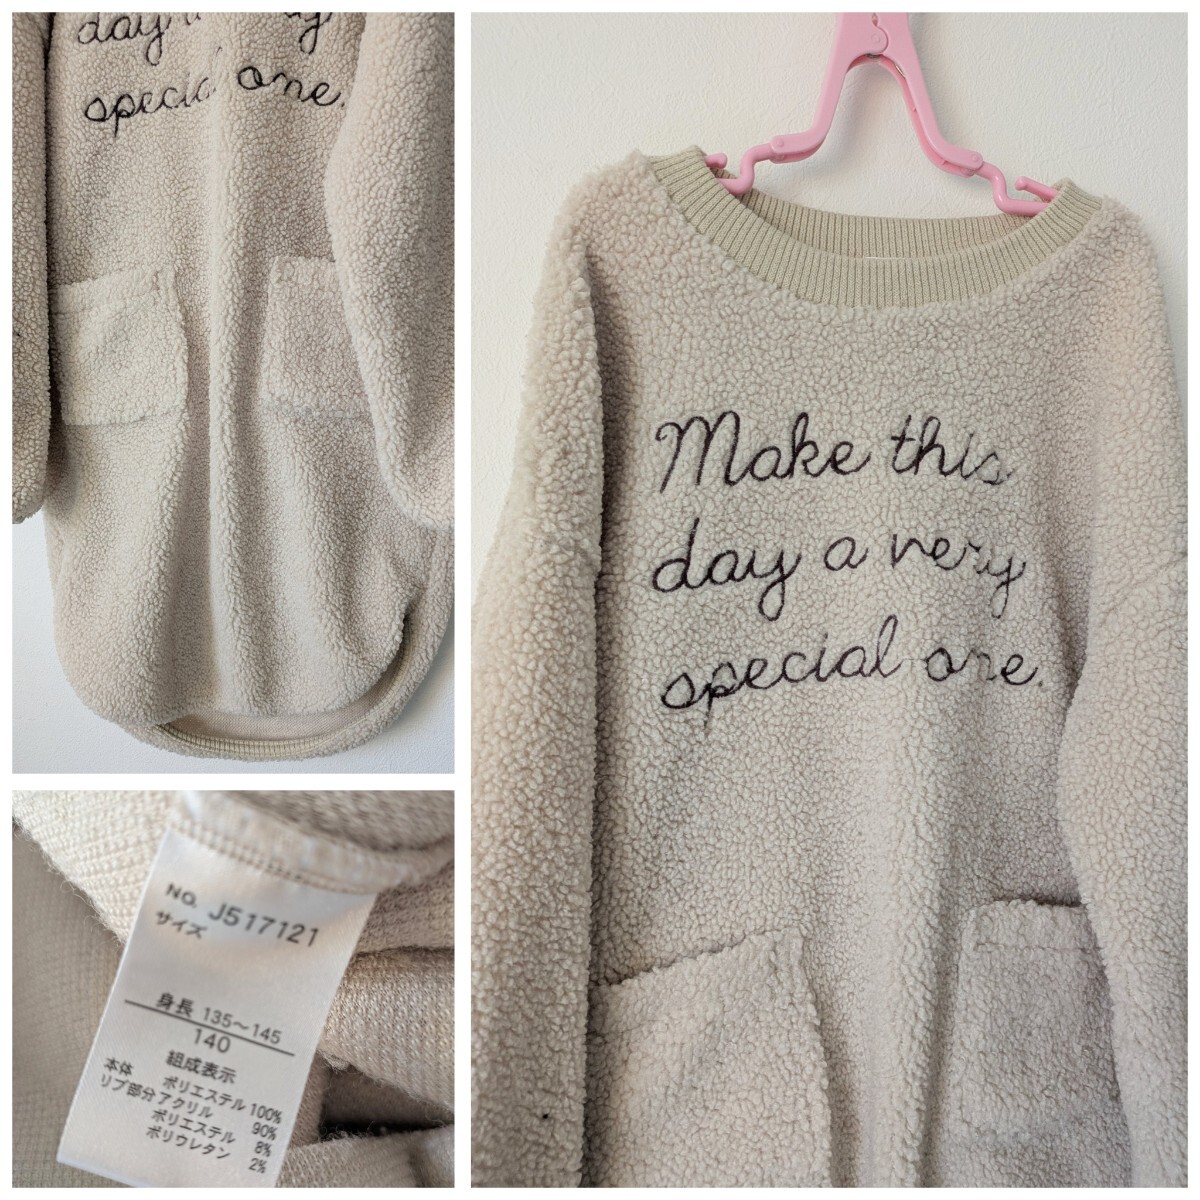 day
special one.
Make this
day a very
special one.
NO. J517121
サイズ
身長 135～145
140
組成表示
本体 ポリエステル 100%
リブ部分 アクリル 90%
ポリエステル 8%
ポリウレタン 2%